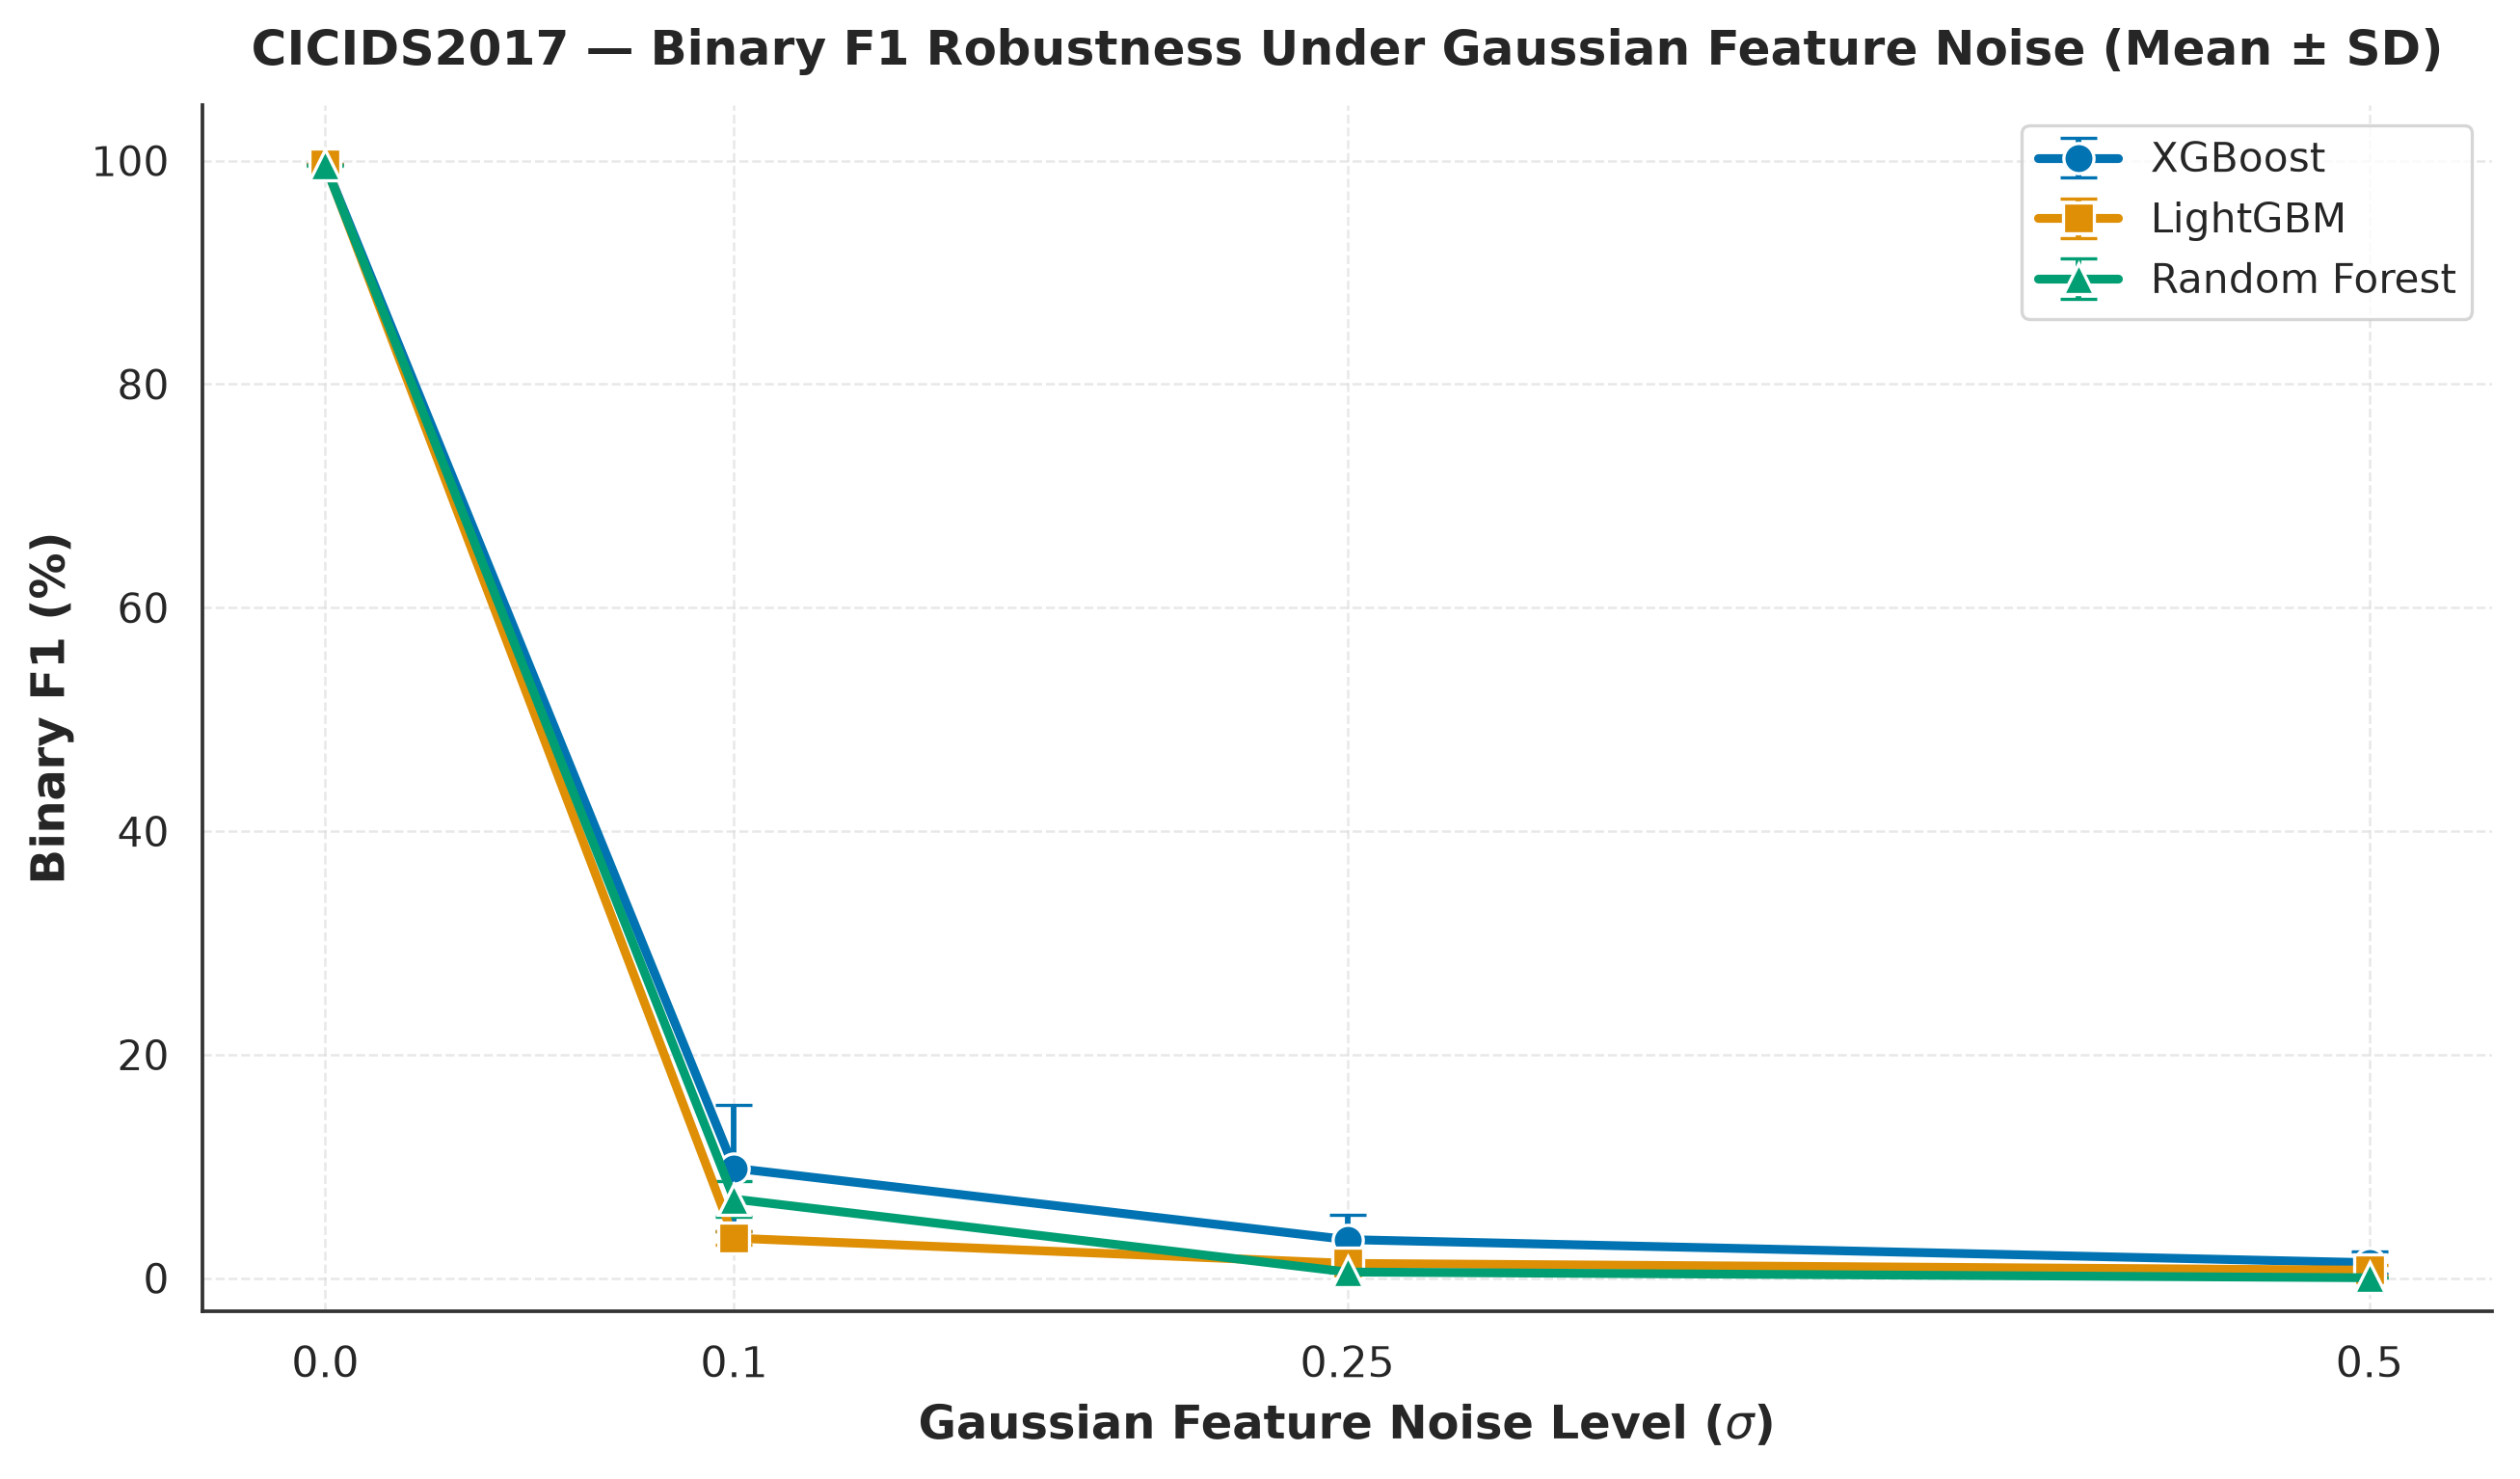 CICIDS2017 — Binary F1 Robustness Under Gaussian Feature Noise (Mean ± SD)
XGBoost
LightGBM
Random Forest
Binary F1 (%)
100
80
60
40
20
0
0.0
0.1
0.25
0.5
Gaussian Feature Noise Level (σ)